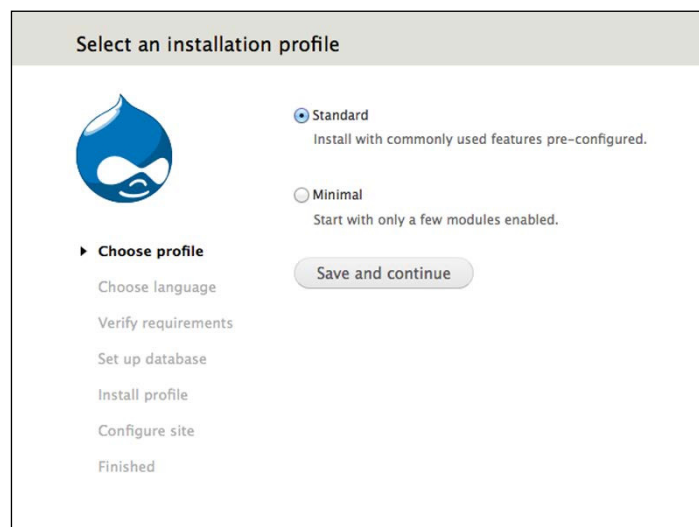 Select an installation profile
Standard
Install with commonly used features pre-configured.
Minimal
Start with only a few modules enabled.
Save and continue
Choose profile
Choose language
Verify requirements
Set up database
Install profile
Configure site
Finished